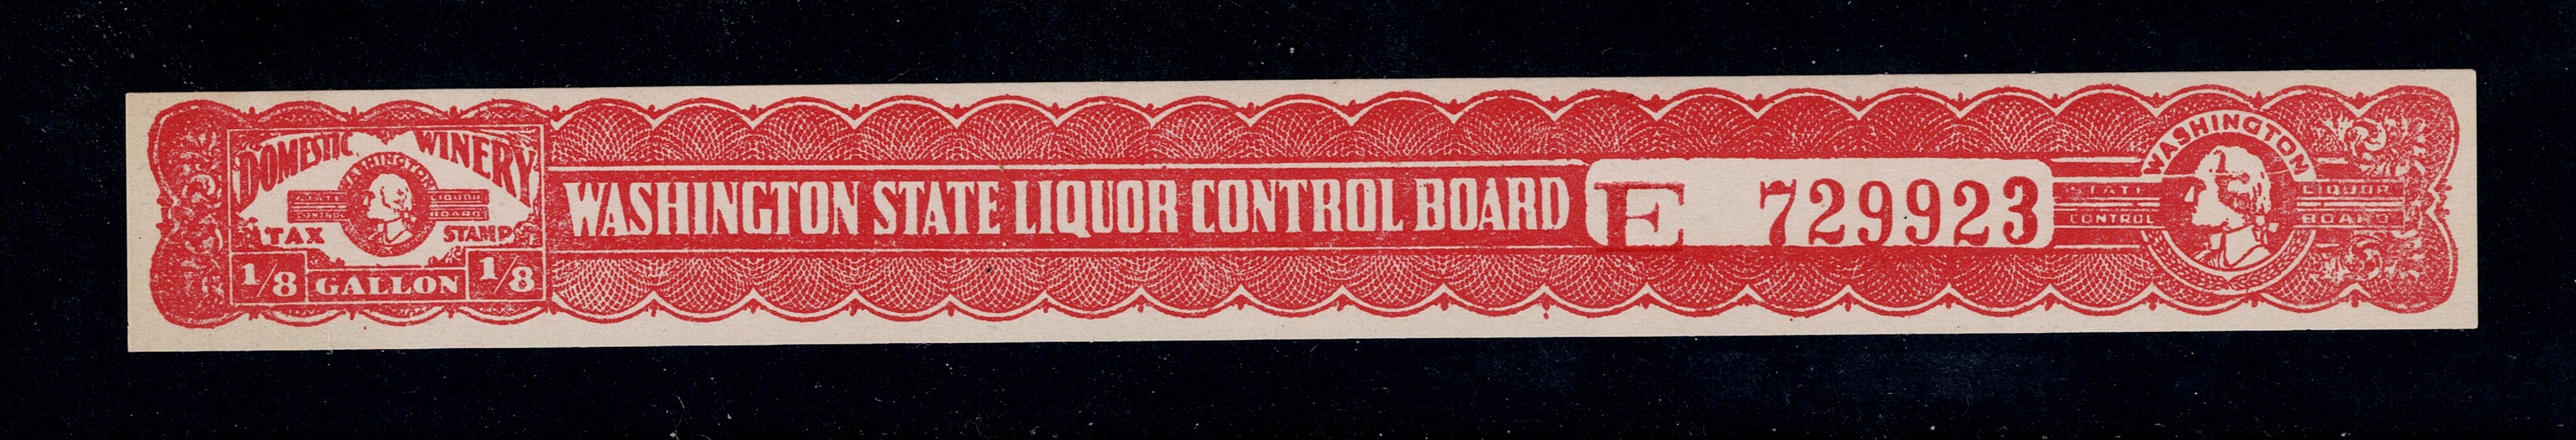 DOMESTIC WINERY
WASHINGTON
STATE LIQUOR
CONTROL BOARD
TAX STAMP
1/8 GALLON 1/8
WASHINGTON STATE LIQUOR CONTROL BOARD
E 729923
WASHINGTON
STATE LIQUOR
CONTROL BOARD